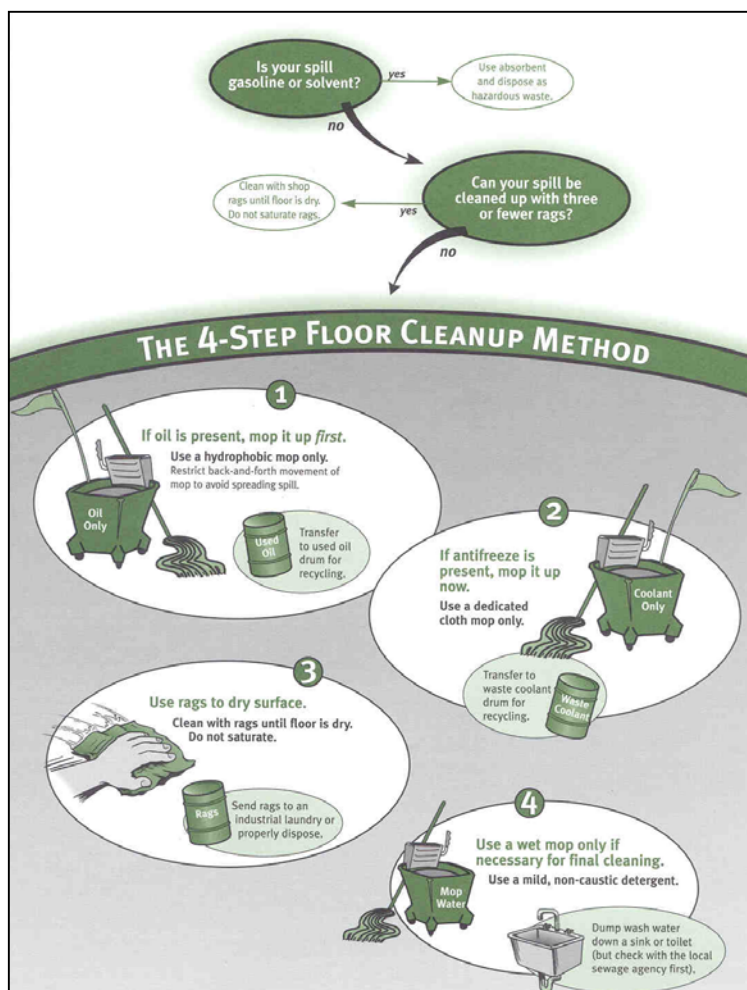 Is your spill
gasoline or solvent?
yes
Use absorbent
and dispose as
hazardous waste.
no
Can your spill be
cleaned up with three
or fewer rags?
yes
Clean with shop
rags until floor is dry.
Do not saturate rags.
no
THE 4-STEP FLOOR CLEANUP METHOD
1
If oil is present, mop it up first.
Use a hydrophobic mop only.
Restrict back-and-forth movement of
mop to avoid spreading spill.
Oil
Only
Used
Oil
Transfer
to used oil
drum for
recycling.
2
If antifreeze is
present, mop it up
now.
Use a dedicated
cloth mop only.
Coolant
Only
Transfer to
waste coolant
drum for
recycling.
Waste
Coolant
3
Use rags to dry surface.
Clean with rags until floor is dry.
Do not saturate.
Rags
Send rags to an
industrial laundry or
properly dispose.
4
Use a wet mop only if
necessary for final cleaning.
Use a mild, non-caustic detergent.
Mop
Water
Dump wash water
down a sink or toilet
(but check with the local
sewage agency first).